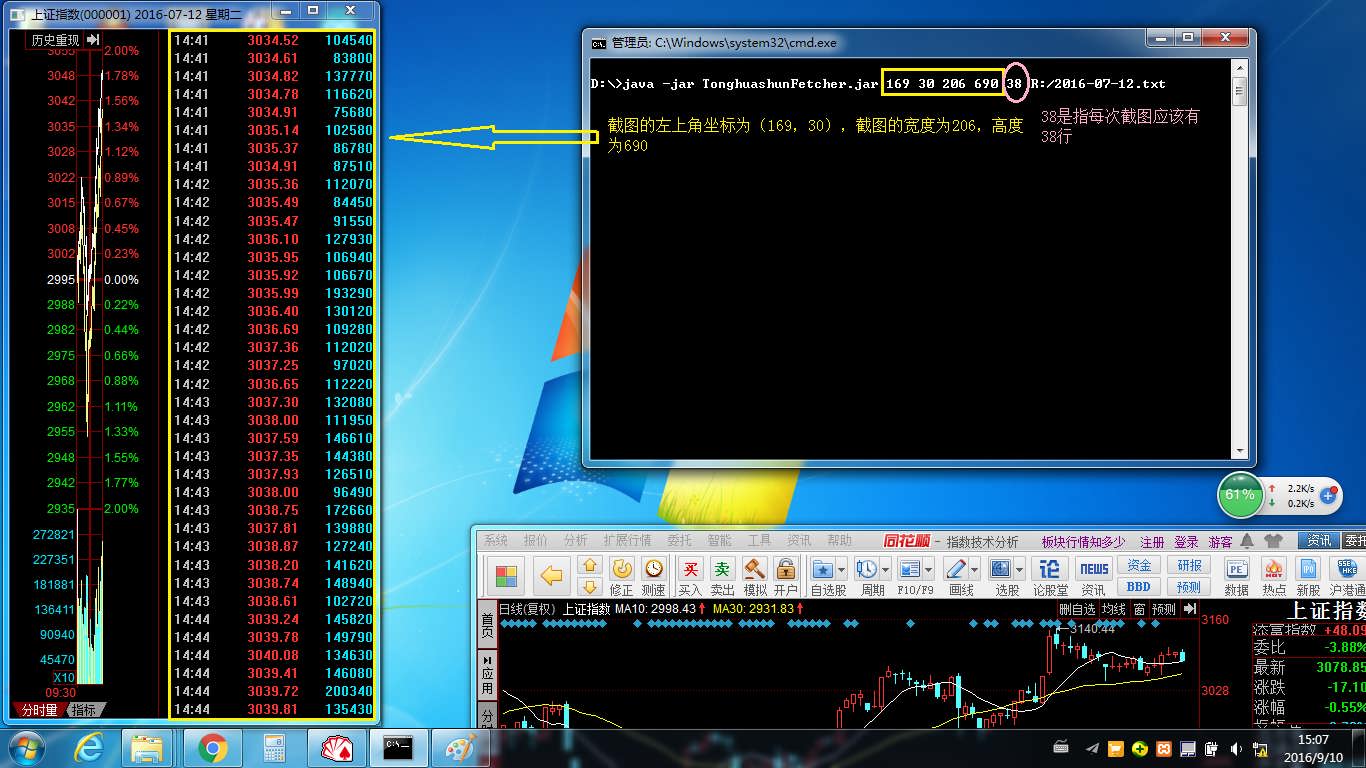 上证指数(000001) 2016-07-12 星期二
历史重现
3055 2.00%
3048 1.78%
3042 1.56%
3035 1.34%
3028 1.12%
3022 0.89%
3015 0.67%
3008 0.45%
3002 0.23%
2995 0.00%
2988 0.22%
2982 0.44%
2975 0.66%
2968 0.88%
2962 1.11%
2955 1.33%
2948 1.55%
2942 1.77%
2935 2.00%
272821
227351
181881
136411
90940
45470
X10
09:30
分时量 指标
14:41 3034.52 104540
14:41 3034.61 83800
14:41 3034.82 137770
14:41 3034.78 116620
14:41 3034.91 75680
14:41 3035.14 102580
14:41 3035.37 86780
14:41 3034.91 87510
14:42 3035.36 112070
14:42 3035.49 84450
14:42 3035.47 91550
14:42 3036.10 127930
14:42 3035.95 106940
14:42 3035.92 106670
14:42 3035.99 193290
14:42 3036.40 130120
14:42 3036.69 109280
14:42 3037.36 112020
14:42 3037.25 97020
14:42 3036.65 112220
14:43 3037.30 132080
14:43 3038.00 111950
14:43 3037.59 146610
14:43 3037.35 144380
14:43 3037.93 126510
14:43 3038.00 96490
14:43 3038.75 172660
14:43 3037.81 139880
14:43 3038.87 127240
14:43 3038.20 141620
14:43 3038.74 148940
14:43 3038.61 102720
14:44 3039.24 145820
14:44 3039.78 149790
14:44 3040.08 134630
14:44 3039.41 146080
14:44 3039.72 200340
14:44 3039.81 135430
管理员: C:\Windows\system32\cmd.exe
D:\>java -jar TonghuashunFetcher.jar 169 30 206 690 38 R:/2016-07-12.txt
截图的左上角坐标为（169，30），截图的宽度为206，高度
为690
38是指每次截图应该有
38行
61% 2.2K/s
0.2K/s
系统 报价 分析 扩展行情 委托 智能 工具 资讯 帮助 同花顺 - 指数技术分析 板块行情知多少 注册 登录 游客 资讯 委托
买 卖 论 NEWS 资金 研报 PE HOT IPO SSE HKE
修正 测速 买入 卖出 模拟 开户 自选股 周期 F10/F9 画线 选股 论股堂 资讯 BBD 预测 数据 热点 新股 沪港通
首页
应用
分时
日线(复权) 上证指数 MA10: 2998.43 MA30: 2931.83 删自选 均线 窗 预测
3140.44
3160
3028
上证指数
+48.09
委比 -3.88%
最新 3078.85
涨跌 -17.10
涨幅 -0.55%
15:07
2016/9/10